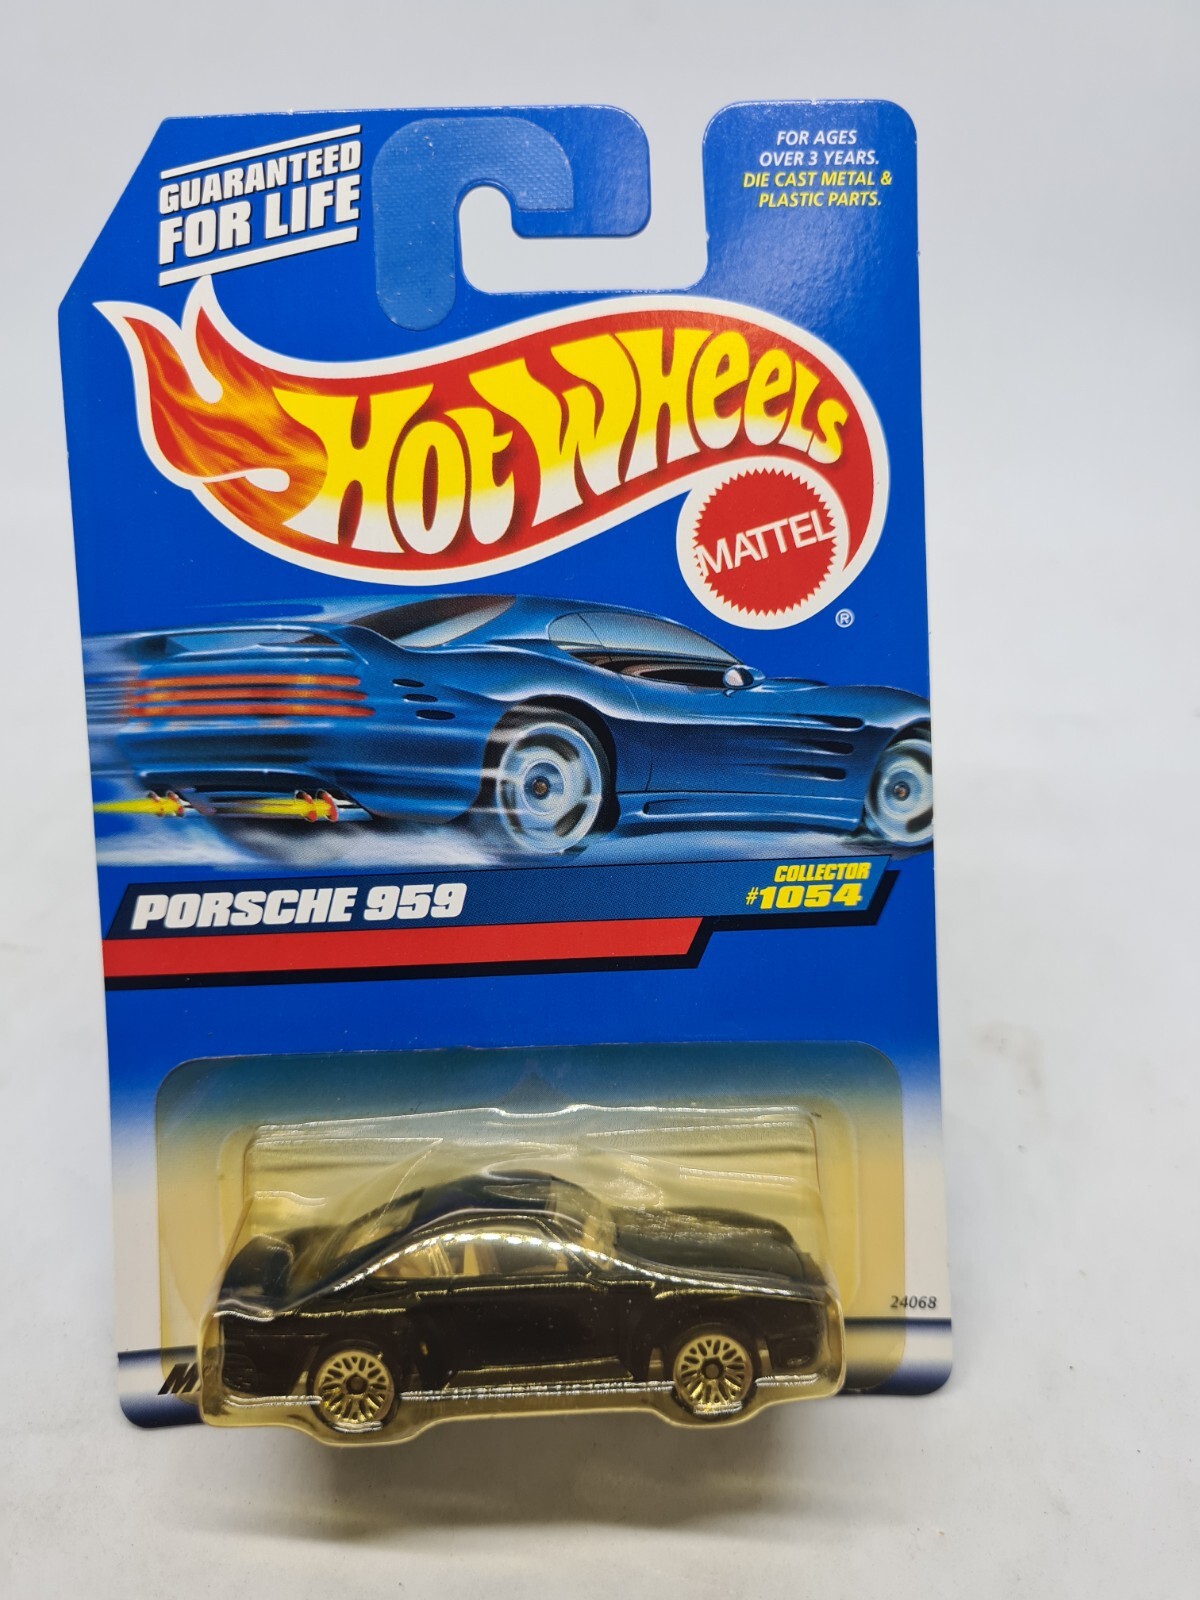 GUARANTEED
FOR LIFE
FOR AGES
OVER 3 YEARS.
DIE CAST METAL &
PLASTIC PARTS.
HOT WHEELS
MATTEL
®
PORSCHE 959
COLLECTOR
#1054
24068